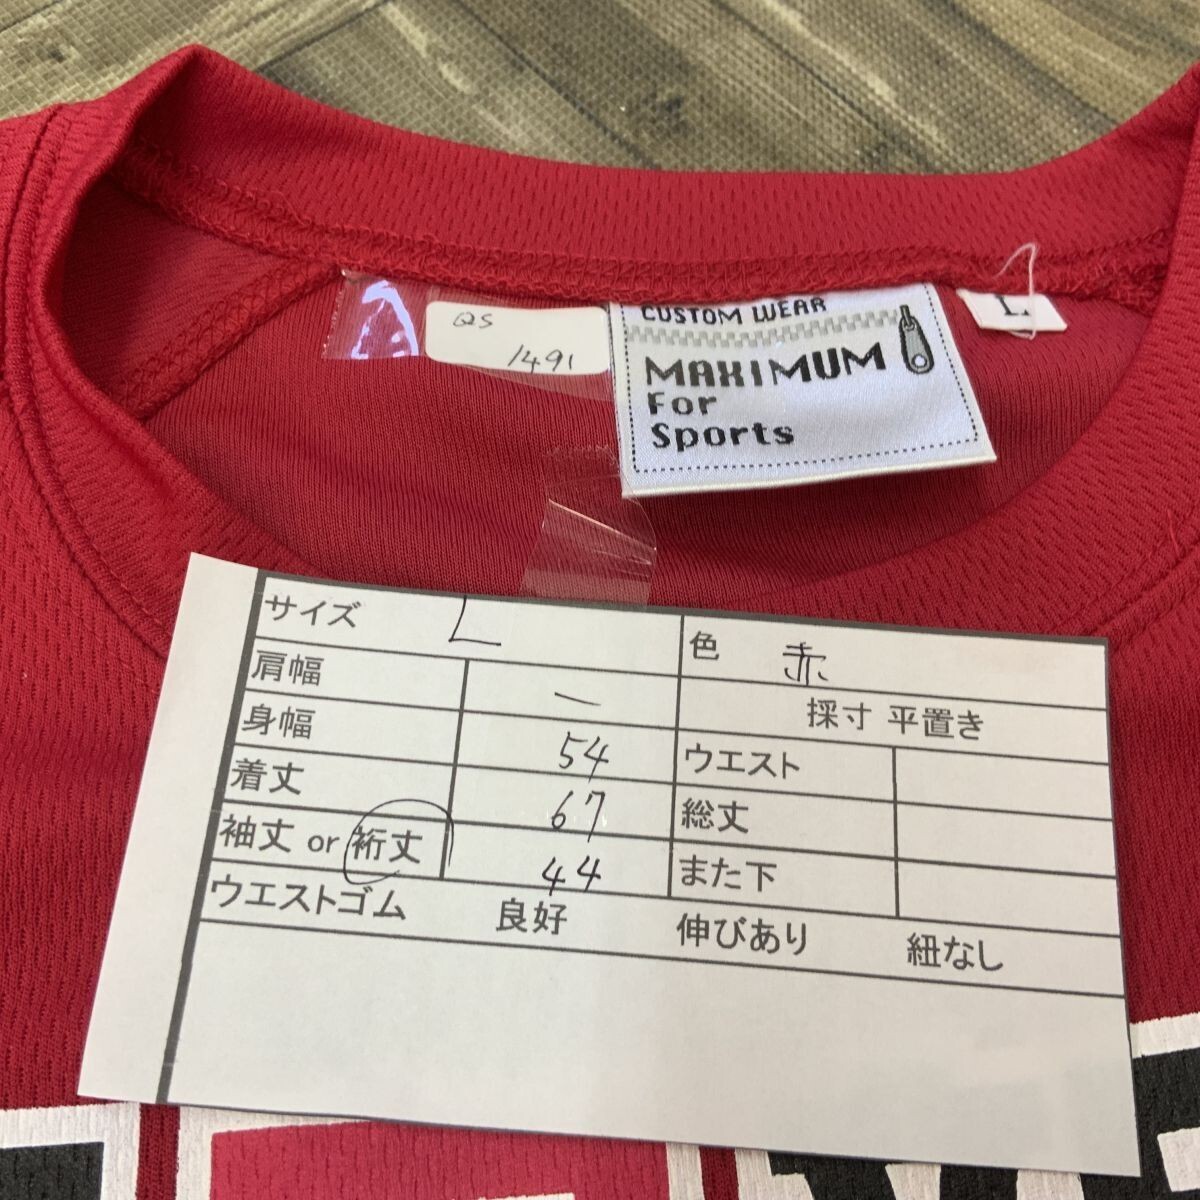 QS
1491
CUSTOM WEAR
MAXIMUM
For
Sports
L
サイズ L 色 赤
肩幅 － 採寸 平置き
身幅 54 ウエスト
着丈 67 総丈
袖丈 or 裄丈 44 また下
ウエストゴム 良好 伸びあり 紐なし